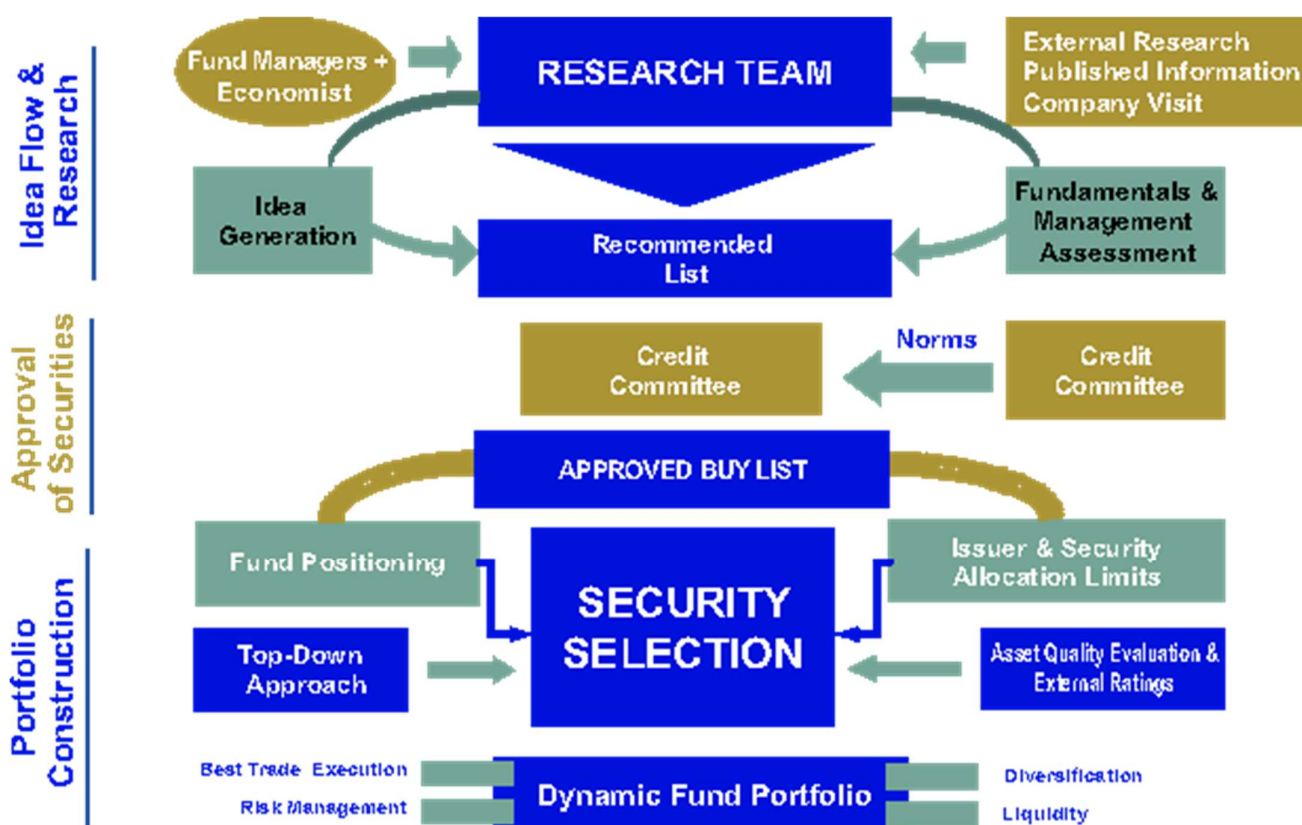 Idea Flow &
Research
Fund Managers +
Economist
RESEARCH TEAM
External Research
Published Information
Company Visit
Idea
Generation
Recommended
List
Fundamentals &
Management
Assessment
Approval
of Securities
Credit
Committee
Norms
Credit
Committee
APPROVED BUY LIST
Portfolio
Construction
Fund Positioning
SECURITY
SELECTION
Issuer & Security
Allocation Limits
Top-Down
Approach
Asset Quality Evaluation &
External Ratings
Best Trade Execution
Risk Management
Dynamic Fund Portfolio
Diversification
Liquidity